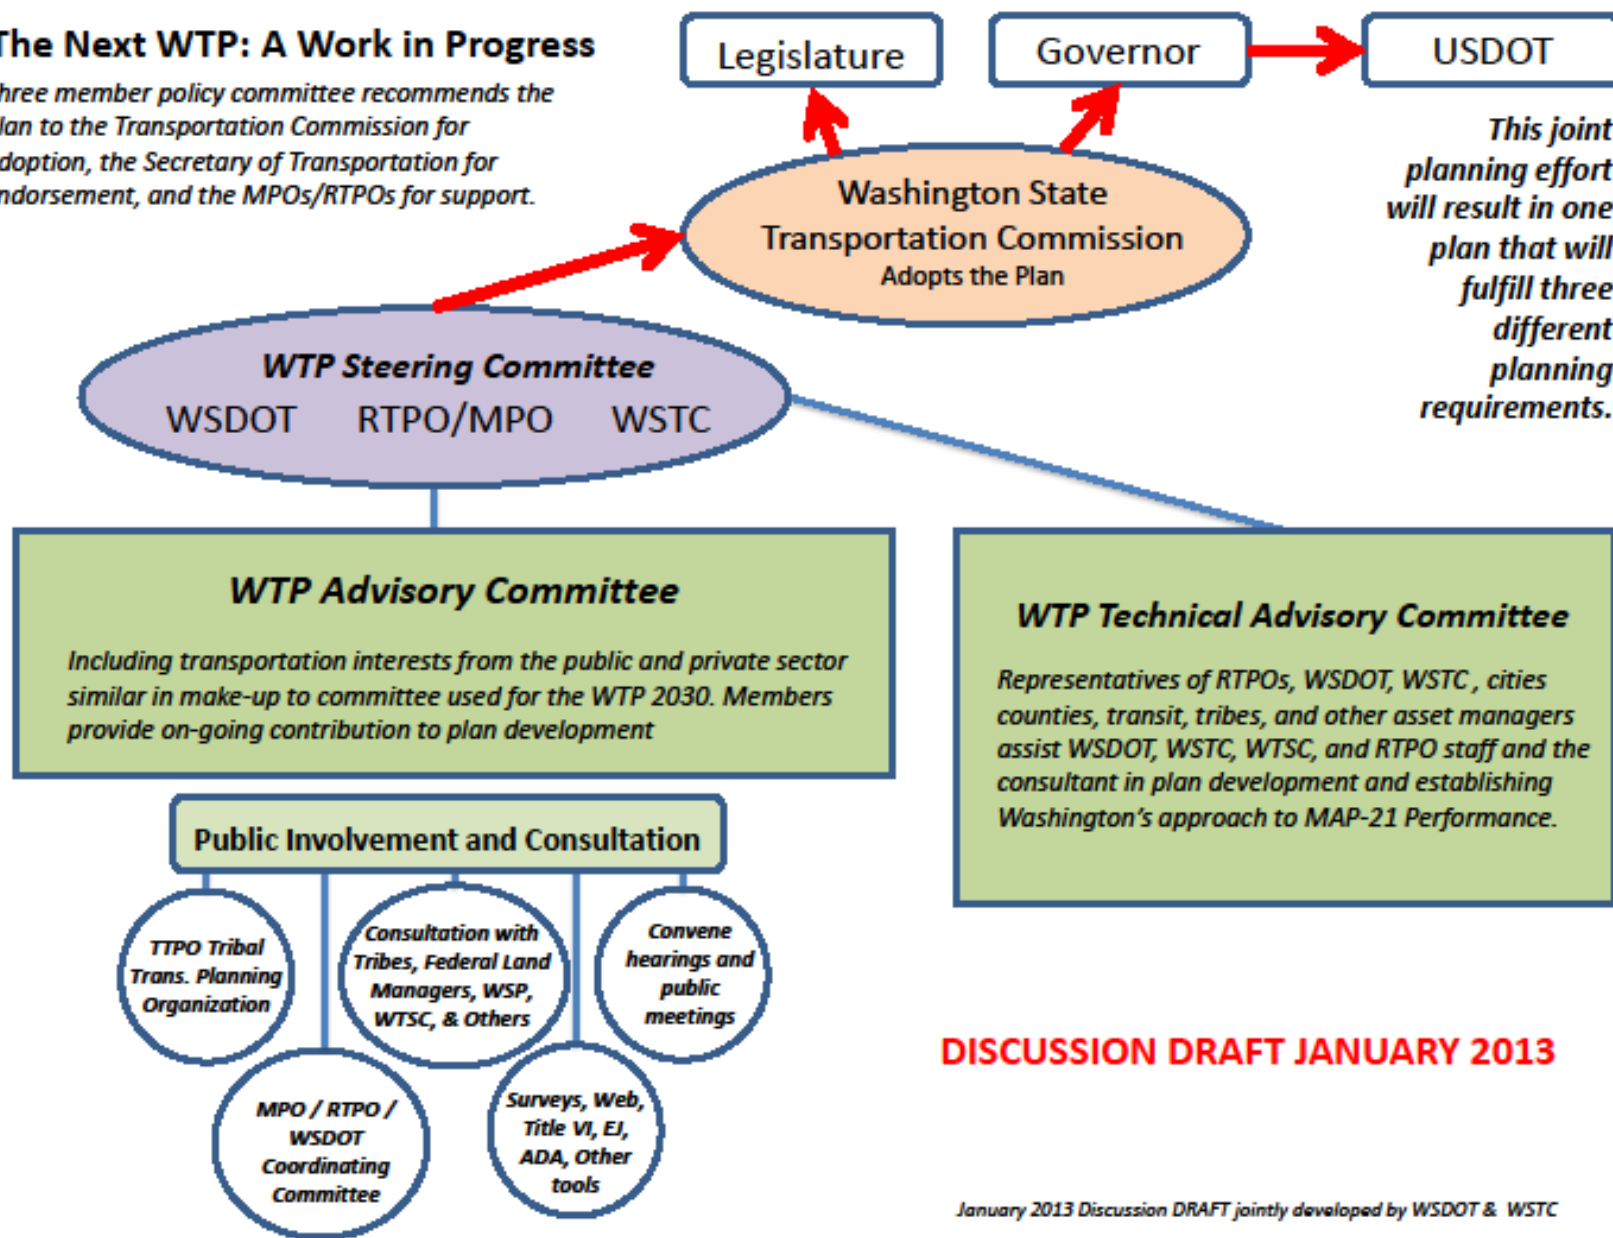 The Next WTP: A Work in Progress
hree member policy committee recommends the
lan to the Transportation Commission for
doption, the Secretary of Transportation for
ndorsement, and the MPOs/RTPOs for support.
Legislature
Governor
USDOT
This joint
planning effort
will result in one
plan that will
fulfill three
different
planning
requirements.
Washington State
Transportation Commission
Adopts the Plan
WTP Steering Committee
WSDOT RTPO/MPO WSTC
WTP Advisory Committee
Including transportation interests from the public and private sector
similar in make-up to committee used for the WTP 2030. Members
provide on-going contribution to plan development
WTP Technical Advisory Committee
Representatives of RTPOs, WSDOT, WSTC , cities
counties, transit, tribes, and other asset managers
assist WSDOT, WSTC, WTSC, and RTPO staff and the
consultant in plan development and establishing
Washington's approach to MAP-21 Performance.
Public Involvement and Consultation
TTPO Tribal
Trans. Planning
Organization
Consultation with
Tribes, Federal Land
Managers, WSP,
WTSC, & Others
Convene
hearings and
public
meetings
MPO / RTPO /
WSDOT
Coordinating
Committee
Surveys, Web,
Title VI, EJ,
ADA, Other
tools
DISCUSSION DRAFT JANUARY 2013
January 2013 Discussion DRAFT jointly developed by WSDOT & WSTC